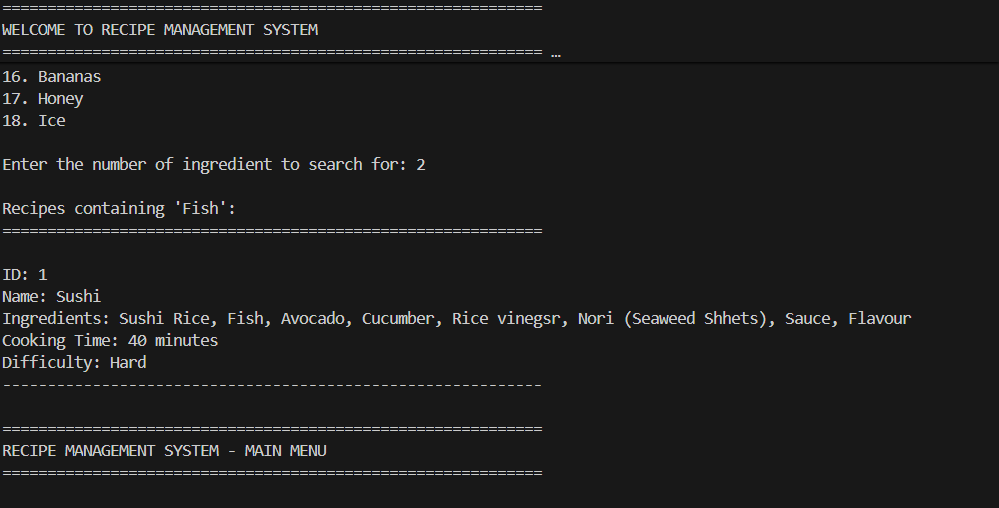 ============================================================
WELCOME TO RECIPE MANAGEMENT SYSTEM
============================================================ …
16. Bananas
17. Honey
18. Ice
Enter the number of ingredient to search for: 2
Recipes containing 'Fish':
============================================================
ID: 1
Name: Sushi
Ingredients: Sushi Rice, Fish, Avocado, Cucumber, Rice vinegsr, Nori (Seaweed Shhets), Sauce, Flavour
Cooking Time: 40 minutes
Difficulty: Hard
------------------------------------------------------------
============================================================
RECIPE MANAGEMENT SYSTEM - MAIN MENU
============================================================